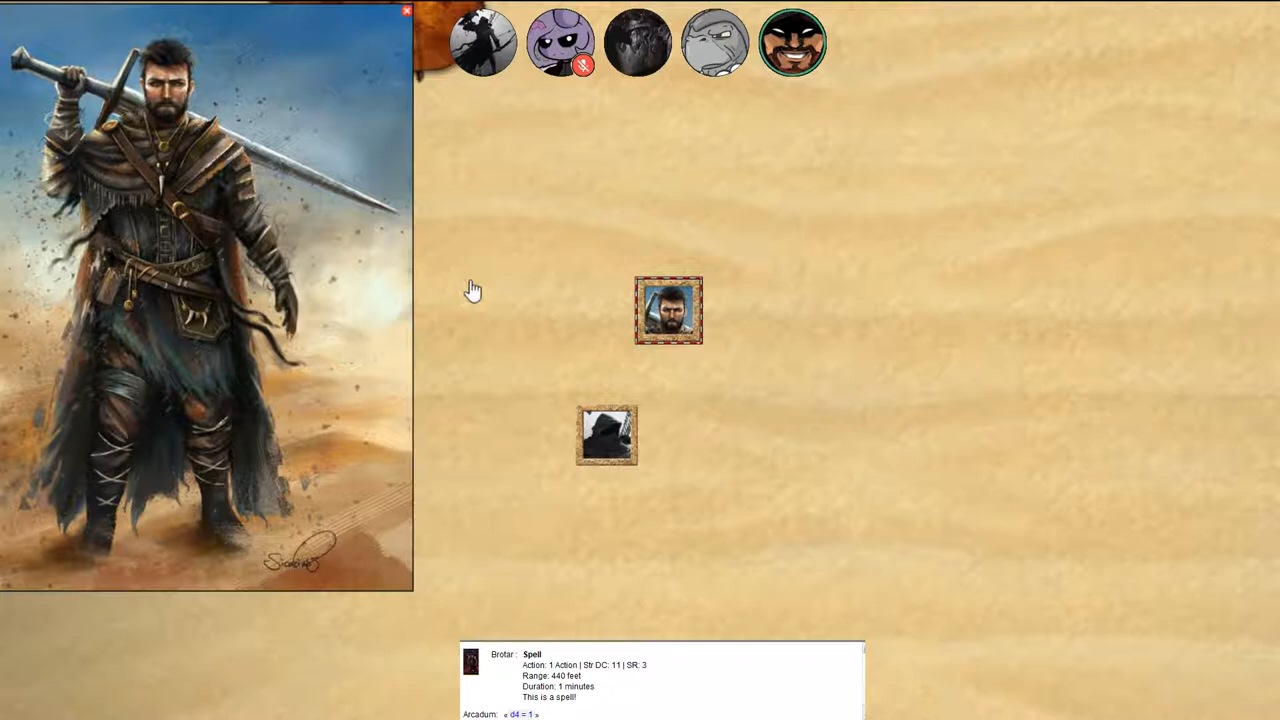 Brotar : Spell
Action: 1 Action | Str DC: 11 | SR: 3
Range: 440 feet
Duration: 1 minutes
This is a spell!
Arcadum: « d4 = 1 »